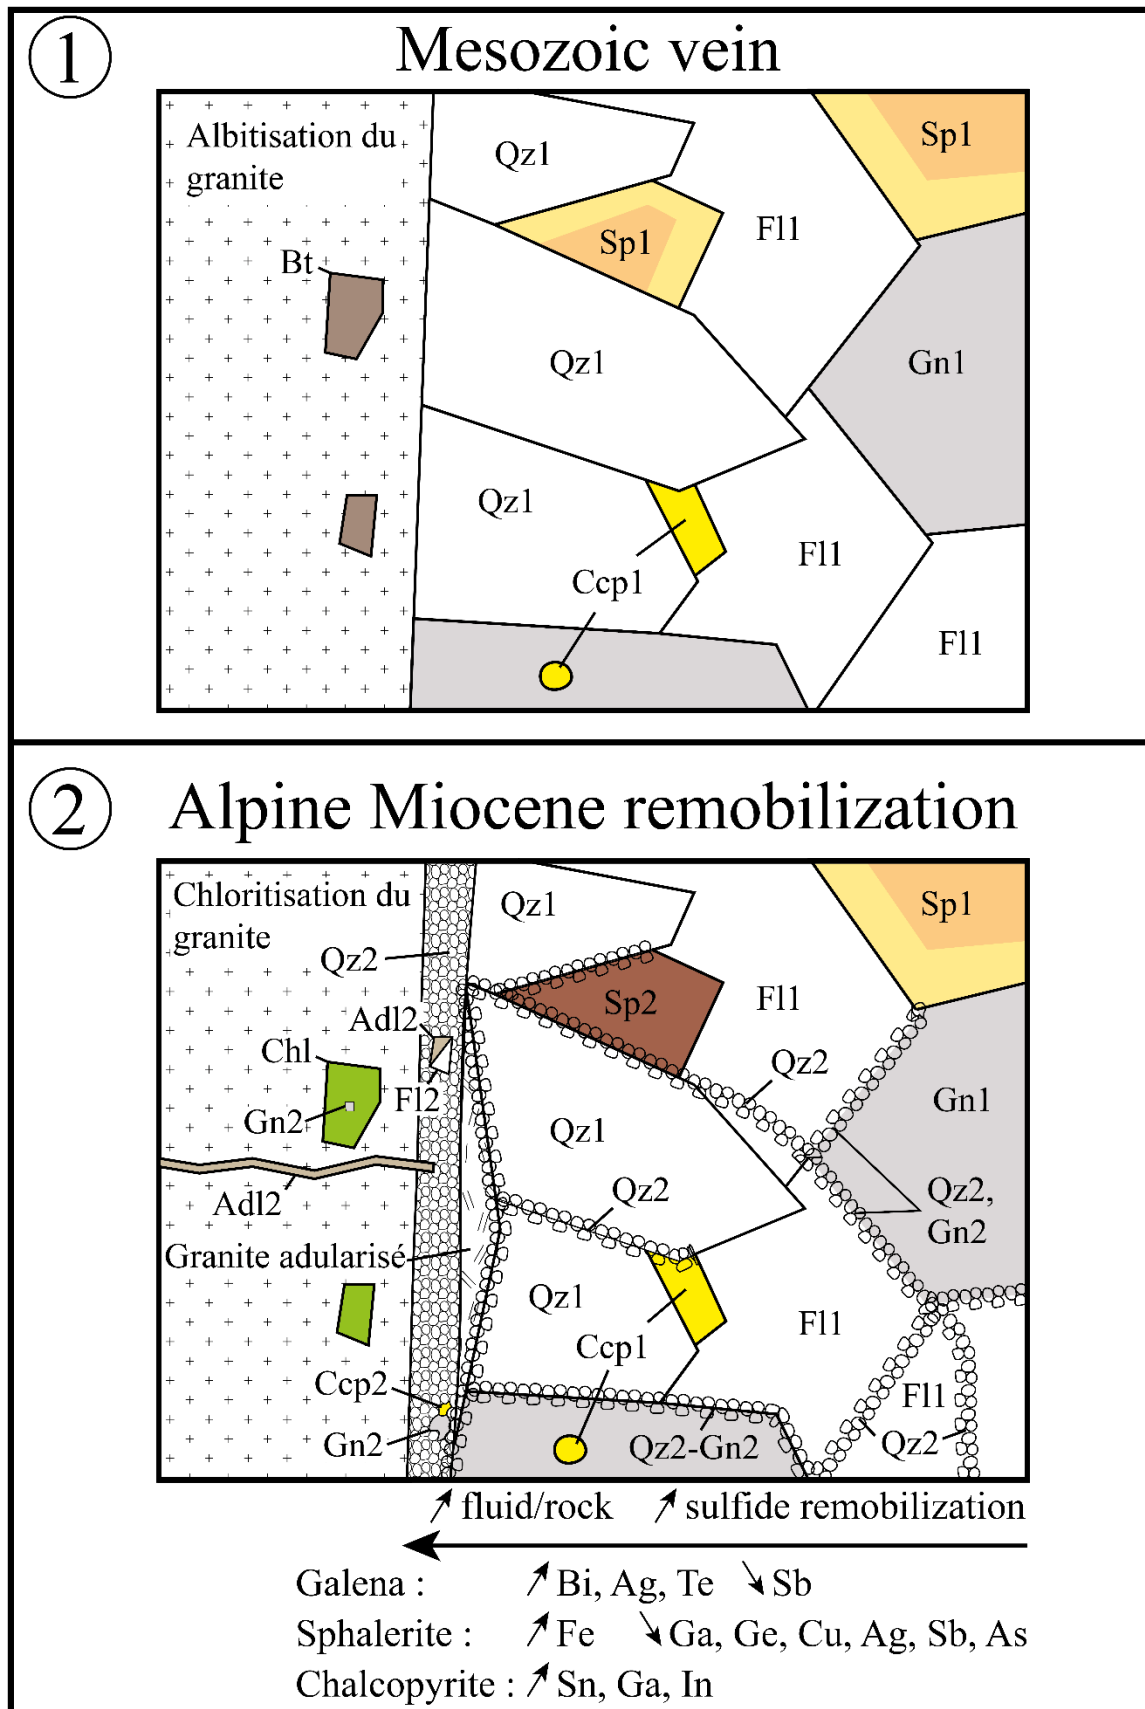 1
Mesozoic vein
Albitisation du
granite
Qz1
Sp1
Sp1
Fl1
Bt
Qz1
Gn1
Qz1
Fl1
Ccp1
Fl1
2
Alpine Miocene remobilization
Chloritisation du
granite
Qz1
Sp1
Qz2
Sp2
Fl1
Adl2
Chl
Qz2
Fl2
Gn1
Gn2
Qz1
Adl2
Qz2
Qz2,
Gn2
Granite adularisé
Qz1
Fl1
Ccp1
Ccp2
Fl1
Gn2
Qz2-Gn2
Qz2
↗ fluid/rock ↗ sulfide remobilization
Galena : ↗ Bi, Ag, Te ↘ Sb
Sphalerite : ↗ Fe ↘ Ga, Ge, Cu, Ag, Sb, As
Chalcopyrite : ↗ Sn, Ga, In